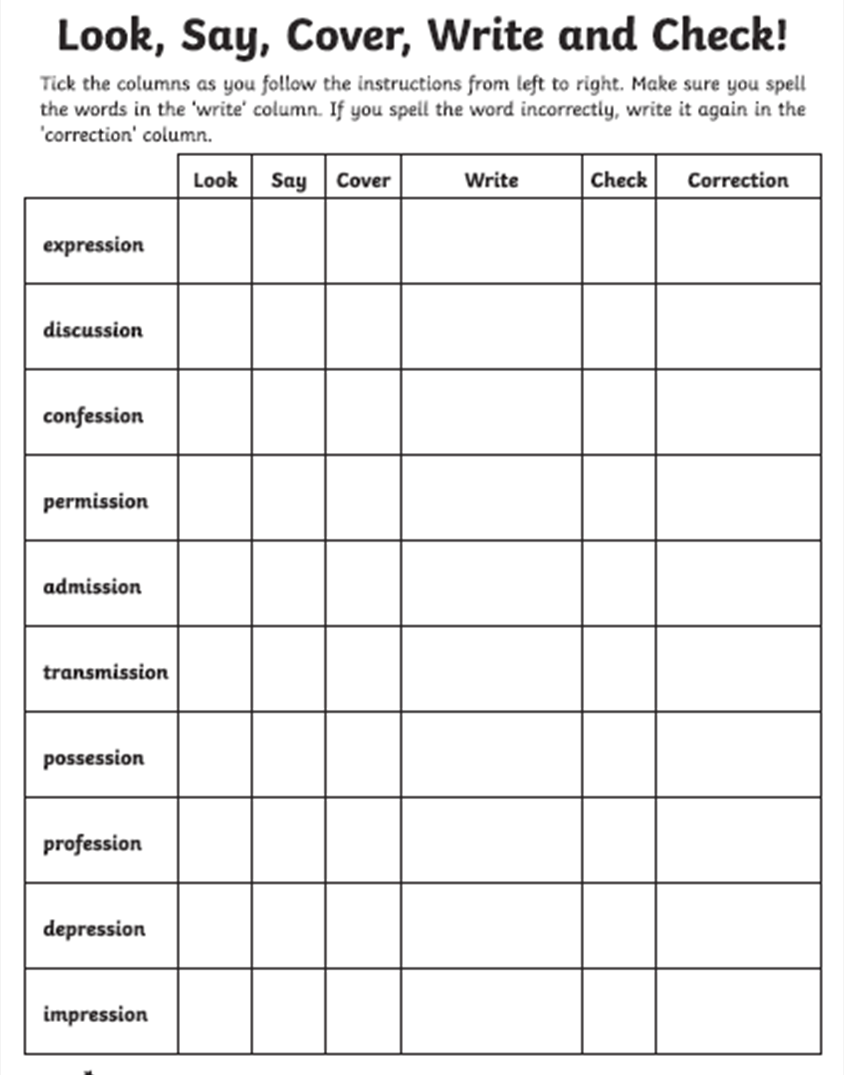 Look, Say, Cover, Write and Check!
Tick the columns as you follow the instructions from left to right. Make sure you spell
the words in the 'write' column. If you spell the word incorrectly, write it again in the
'correction' column.
Look Say Cover Write Check Correction
expression
discussion
confession
permission
admission
transmission
possession
profession
depression
impression